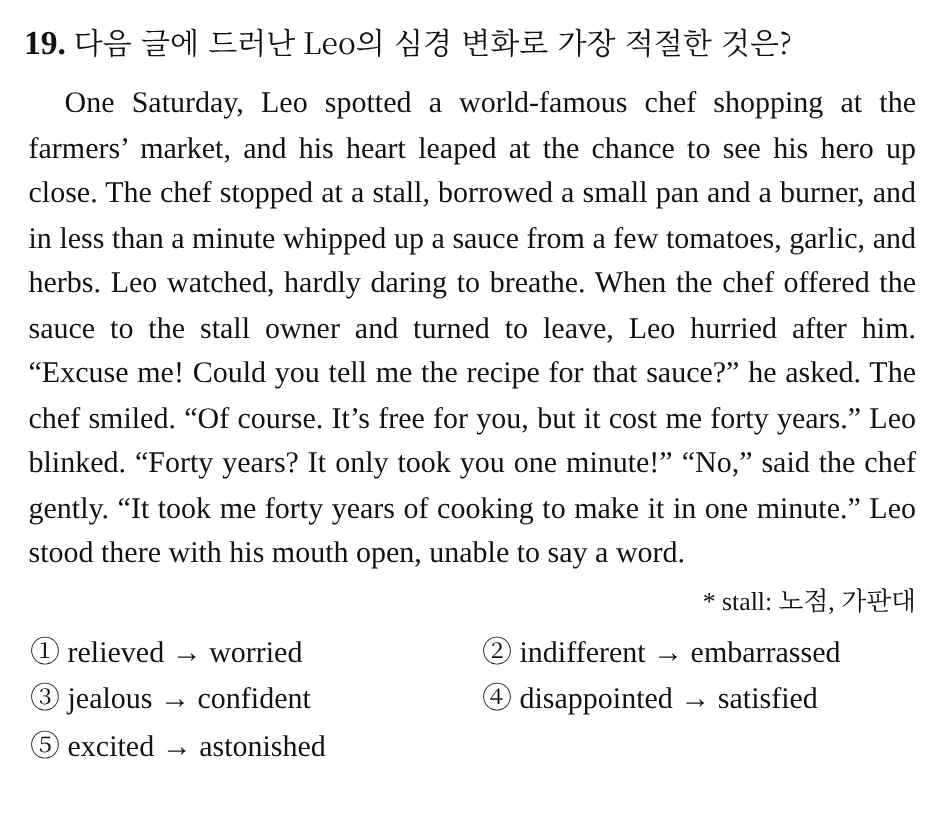 19. 다음 글에 드러난 Leo의 심경 변화로 가장 적절한 것은?
One Saturday, Leo spotted a world-famous chef shopping at the
farmers’ market, and his heart leaped at the chance to see his hero up
close. The chef stopped at a stall, borrowed a small pan and a burner, and
in less than a minute whipped up a sauce from a few tomatoes, garlic, and
herbs. Leo watched, hardly daring to breathe. When the chef offered the
sauce to the stall owner and turned to leave, Leo hurried after him.
“Excuse me! Could you tell me the recipe for that sauce?” he asked. The
chef smiled. “Of course. It’s free for you, but it cost me forty years.” Leo
blinked. “Forty years? It only took you one minute!” “No,” said the chef
gently. “It took me forty years of cooking to make it in one minute.” Leo
stood there with his mouth open, unable to say a word.
* stall: 노점, 가판대
① relieved → worried ② indifferent → embarrassed
③ jealous → confident ④ disappointed → satisfied
⑤ excited → astonished